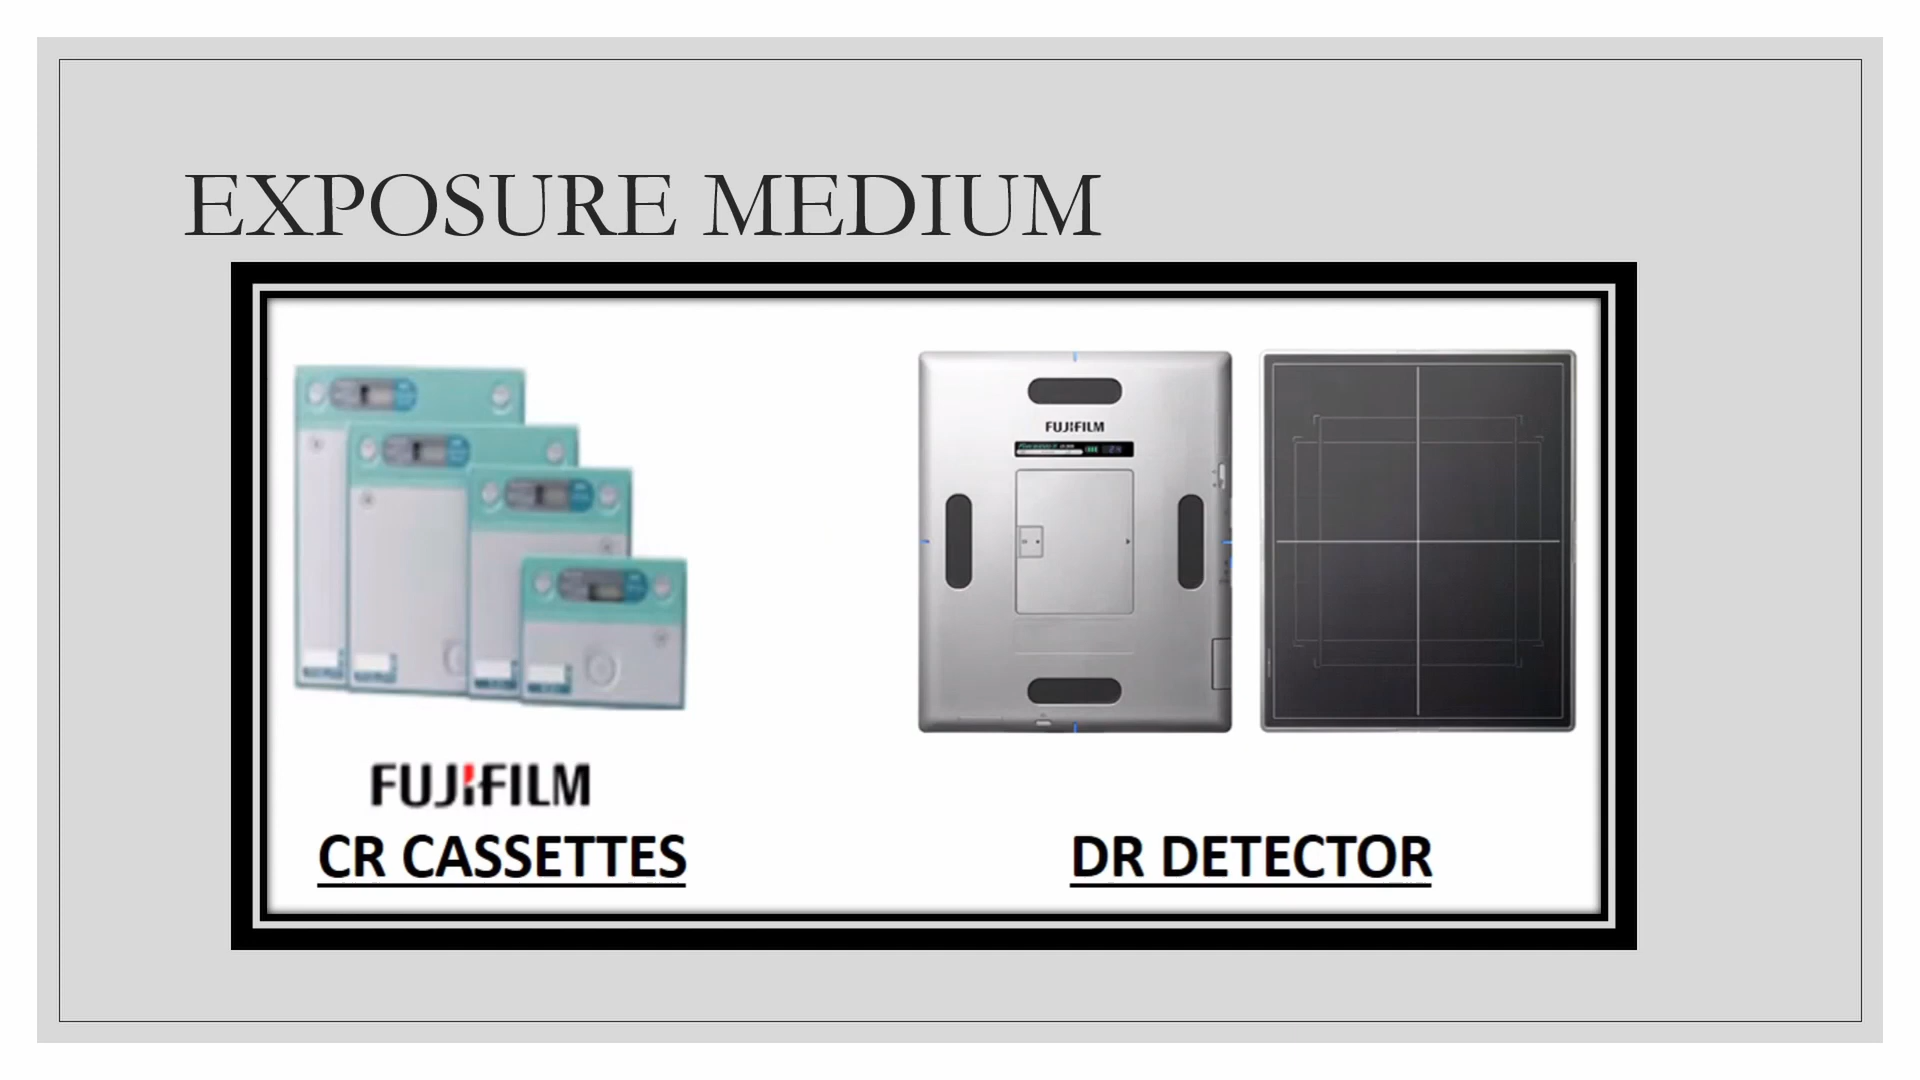 EXPOSURE MEDIUM
FUJIFILM
FUJIFILM
CR CASSETTES
DR DETECTOR